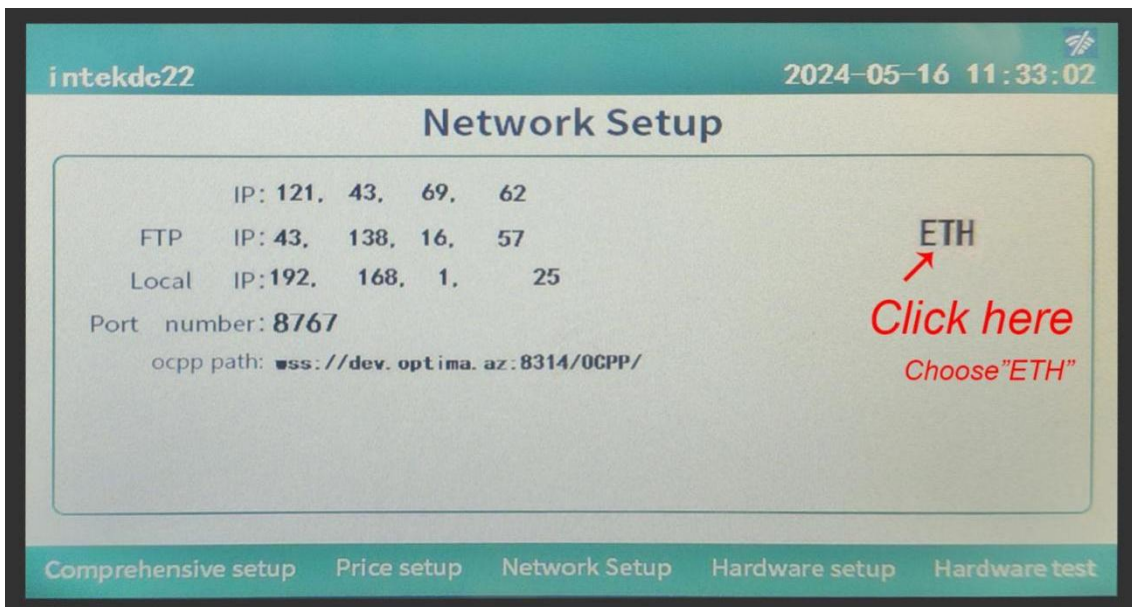 intekdc22
2024-05-16 11:33:02
Network Setup
IP: 121. 43. 69. 62
FTP IP: 43. 138. 16. 57
Local IP:192. 168. 1. 25
Port number: 8767
ocpp path: wss://dev.optima.az:8314/OCPP/
ETH
Click here
Choose"ETH"
Comprehensive setup Price setup Network Setup Hardware setup Hardware test